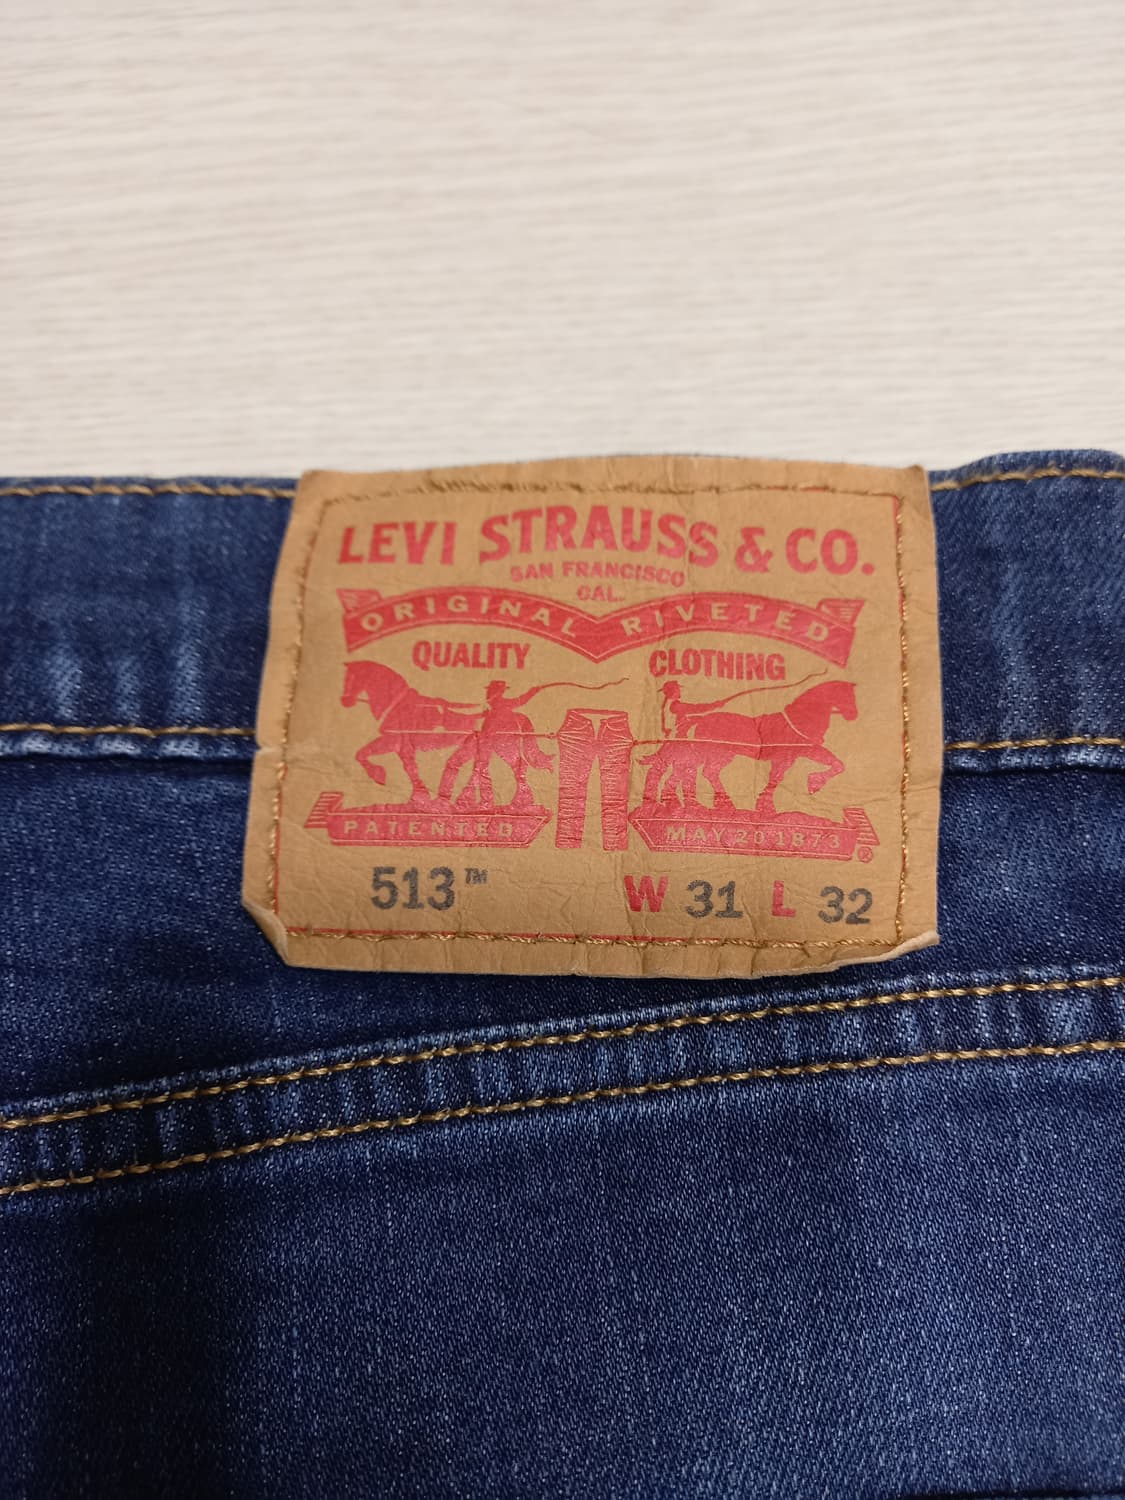 LEVI STRAUSS & CO.
SAN FRANCISCO
CAL.
ORIGINAL RIVETED
QUALITY CLOTHING
PATENTED MAY 20 1873 ®
513™ W 31 L 32